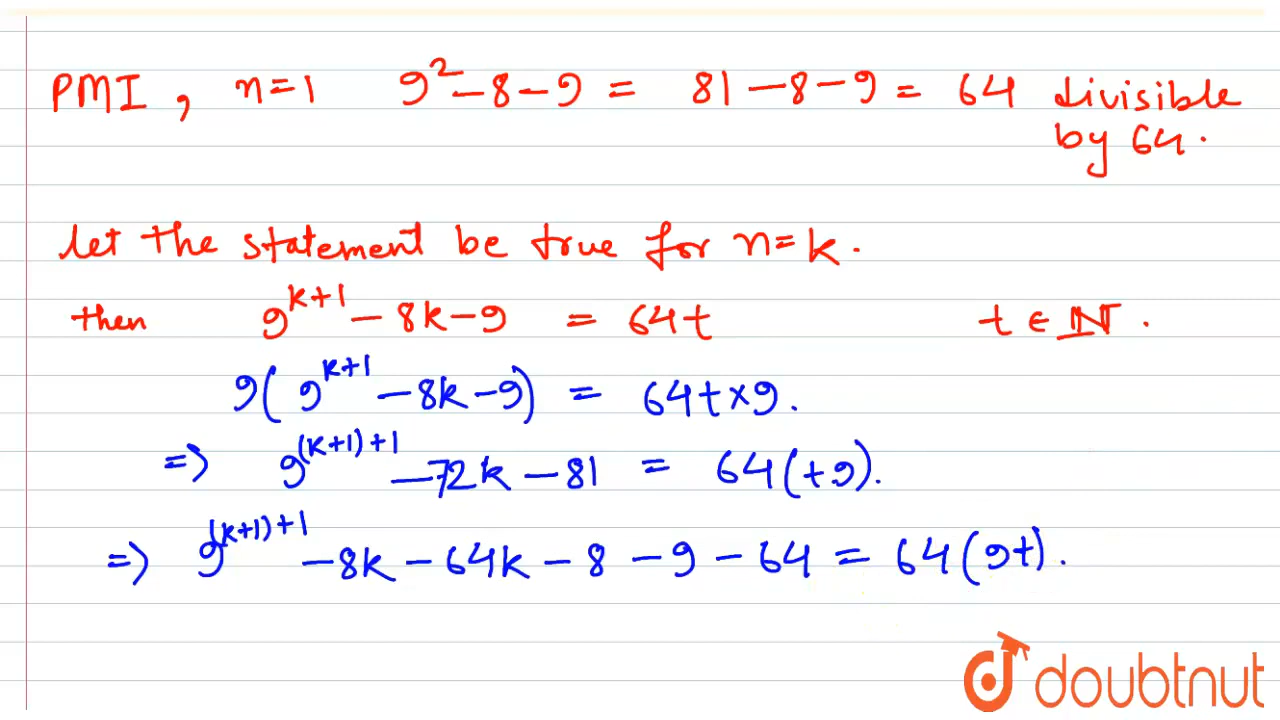 PMI, n=1 9²-8-9 = 81-8-9 = 64 divisible
by 64.
Let the statement be true for n=k.
then 9^{k+1} - 8k - 9 = 64t t ∈ ℕ.
9(9^{k+1} - 8k - 9) = 64t×9.
=> 9^{(k+1)+1} - 72k - 81 = 64(t9).
=> 9^{(k+1)+1} - 8k - 64k - 8 - 9 - 64 = 64(9t).
doubtnut